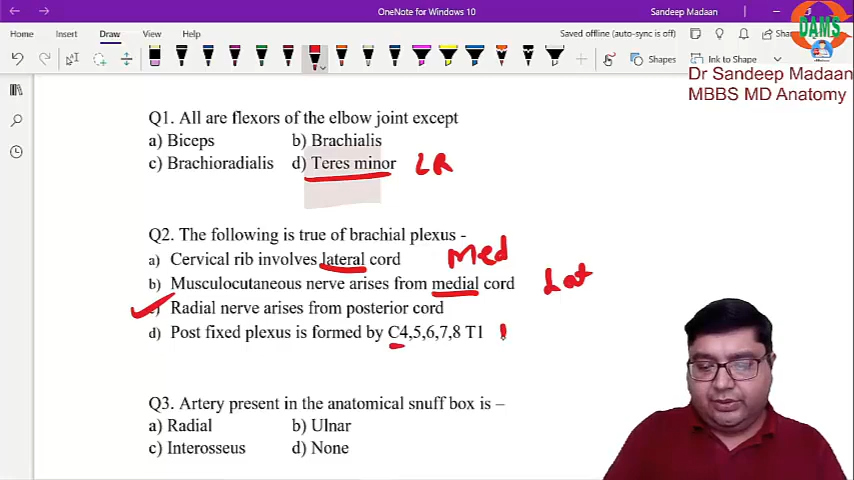 OneNote for Windows 10
Sandeep Madaan
Home Insert Draw View Help
Saved offline (auto-sync is off)
Share
Shapes
Ink to Shape
DAMS
Dr Sandeep Madaan
MBBS MD Anatomy
Q1. All are flexors of the elbow joint except
a) Biceps b) Brachialis
c) Brachioradialis d) Teres minor LR
Q2. The following is true of brachial plexus -
a) Cervical rib involves lateral cord Med
b) Musculocutaneous nerve arises from medial cord Lat
Radial nerve arises from posterior cord
d) Post fixed plexus is formed by C4,5,6,7,8 T1
Q3. Artery present in the anatomical snuff box is –
a) Radial b) Ulnar
c) Interosseus d) None